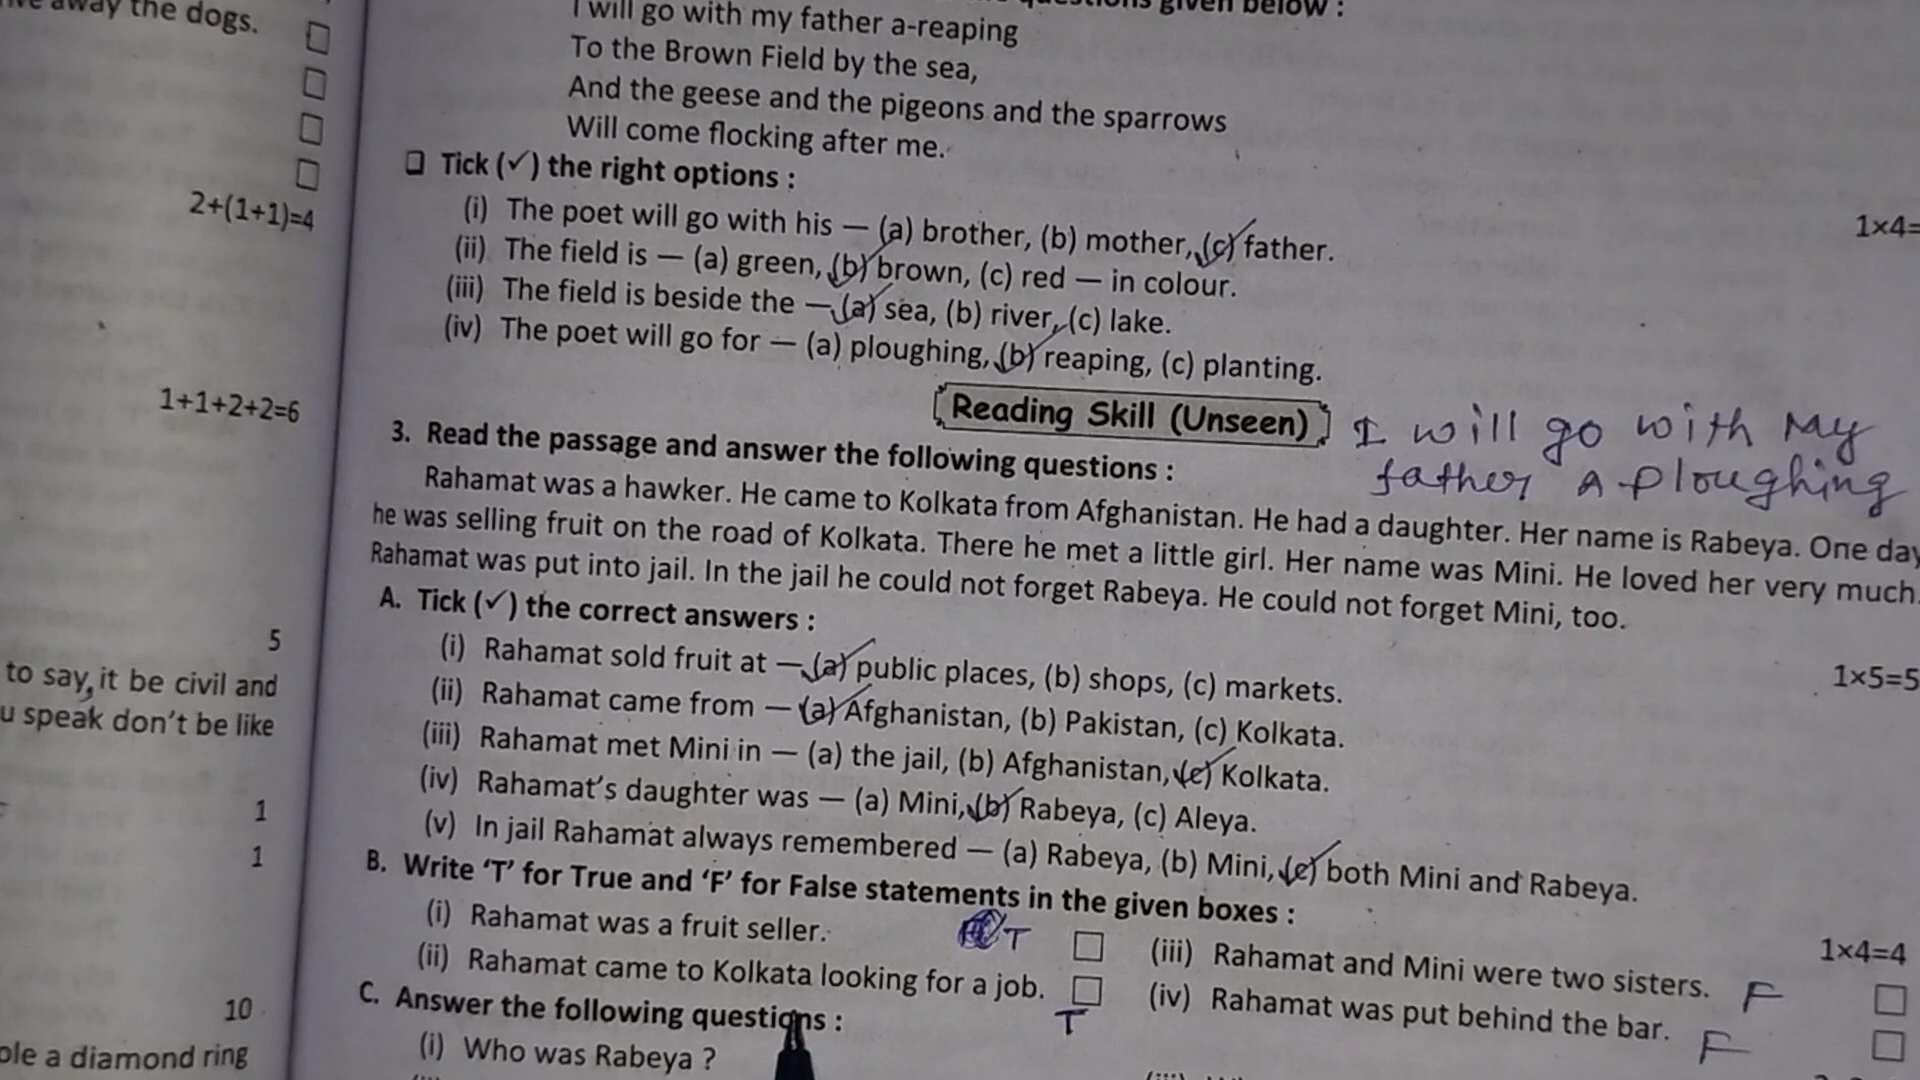 away the dogs.
2+(1+1)=4
1+1+2+2=6
5
to say, it be civil and
u speak don't be like
1
1
10
ole a diamond ring
questions given below :
I will go with my father a-reaping
To the Brown Field by the sea,
And the geese and the pigeons and the sparrows
Will come flocking after me.
❑ Tick (✓) the right options :
1×4=
(i) The poet will go with his — (a) brother, (b) mother, (c) father.
(ii) The field is — (a) green, (b) brown, (c) red — in colour.
(iii) The field is beside the — (a) sea, (b) river, (c) lake.
(iv) The poet will go for — (a) ploughing, (b) reaping, (c) planting.
Reading Skill (Unseen)
I will go with my
father a ploughing
3. Read the passage and answer the following questions :
Rahamat was a hawker. He came to Kolkata from Afghanistan. He had a daughter. Her name is Rabeya. One day
he was selling fruit on the road of Kolkata. There he met a little girl. Her name was Mini. He loved her very much.
Rahamat was put into jail. In the jail he could not forget Rabeya. He could not forget Mini, too.
A. Tick (✓) the correct answers :
1×5=5
(i) Rahamat sold fruit at — (a) public places, (b) shops, (c) markets.
(ii) Rahamat came from — (a) Afghanistan, (b) Pakistan, (c) Kolkata.
(iii) Rahamat met Mini in — (a) the jail, (b) Afghanistan, (c) Kolkata.
(iv) Rahamat's daughter was — (a) Mini, (b) Rabeya, (c) Aleya.
(v) In jail Rahamat always remembered — (a) Rabeya, (b) Mini, (c) both Mini and Rabeya.
B. Write 'T' for True and 'F' for False statements in the given boxes :
1×4=4
(i) Rahamat was a fruit seller. T
(ii) Rahamat came to Kolkata looking for a job. T
(iii) Rahamat and Mini were two sisters. F
(iv) Rahamat was put behind the bar. F
C. Answer the following questions :
(i) Who was Rabeya ?